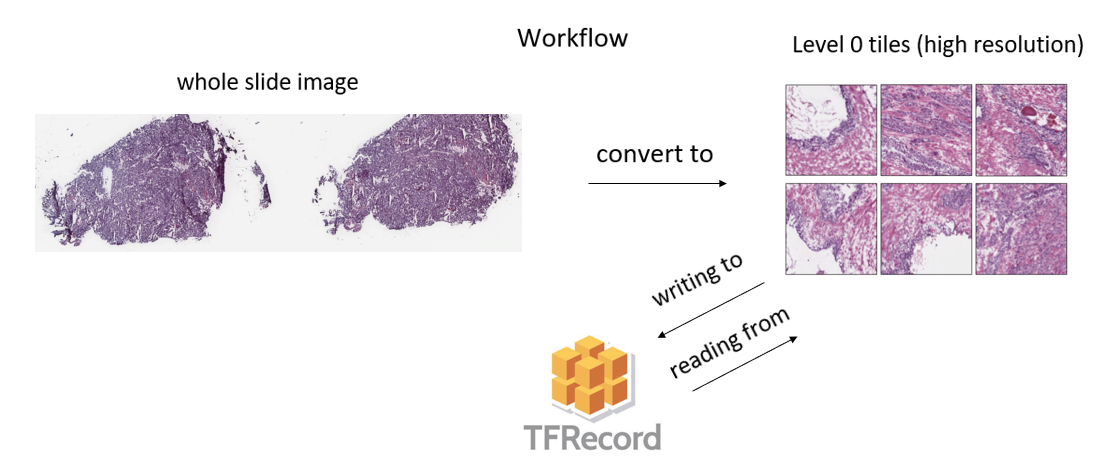 Workflow
Level 0 tiles (high resolution)
whole slide image
convert to
writing to
reading from
TFRecord